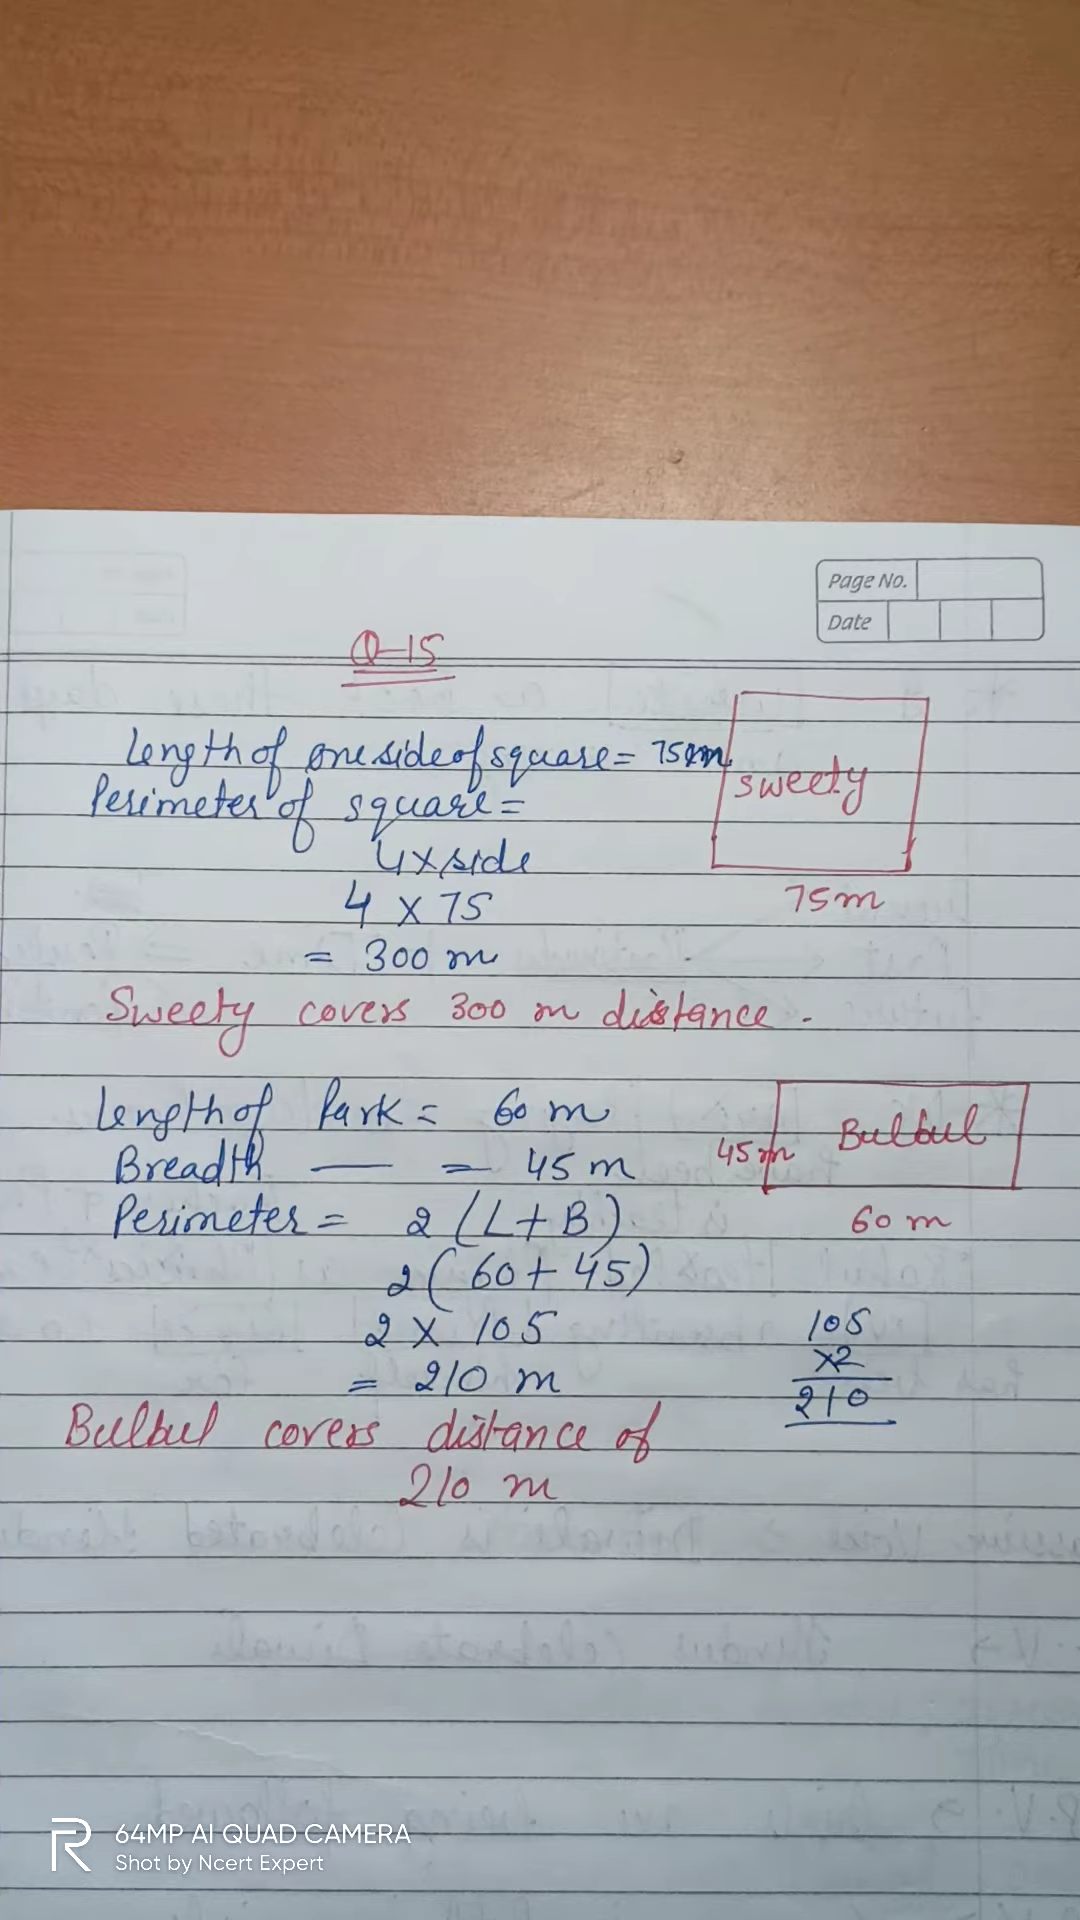 Page No.
Date
Q-15
Length of one side of square = 75m
Perimeter of square =
4 x side
4 x 75
= 300 m
Sweety covers 300 m distance.
sweety
75m
Length of Park = 60 m
Breadth — = 45 m
Perimeter = 2 (L+B)
2 (60+45)
2 x 105
= 210 m
Bulbul
45m
60 m
105
x2
210
Bulbul covers distance of
210 m
64MP AI QUAD CAMERA
Shot by Ncert Expert